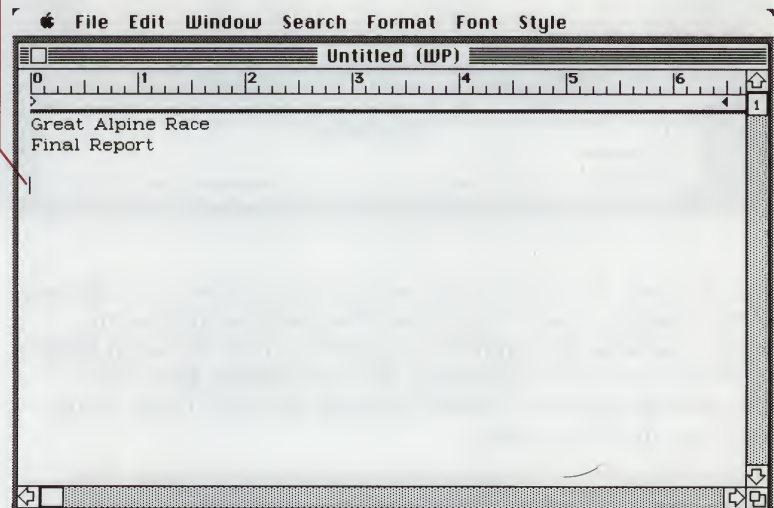 File Edit Window Search Format Font Style
Untitled (WP)
0 1 2 3 4 5 6
1
Great Alpine Race
Final Report